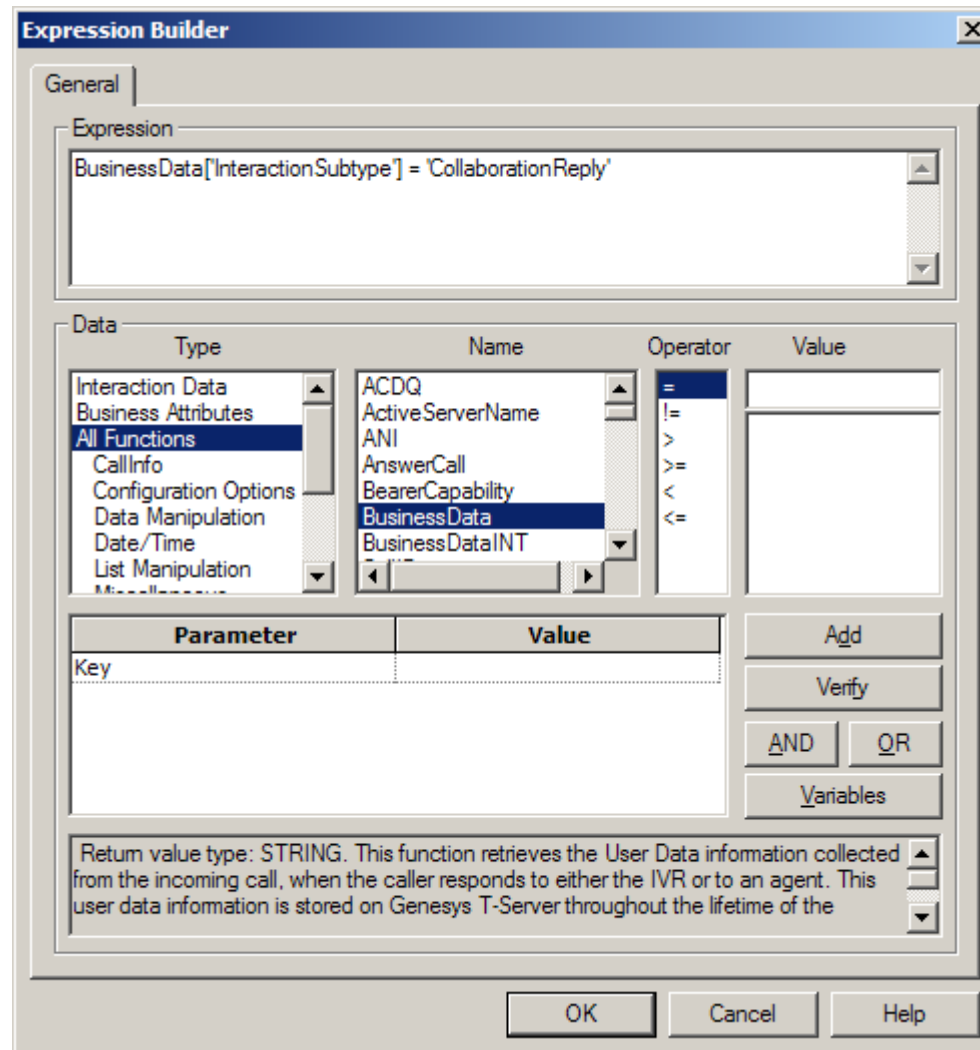 Expression Builder
General
Expression
BusinessData['InteractionSubtype'] = 'CollaborationReply'
Data
Type
Name
Operator
Value
Interaction Data
Business Attributes
All Functions
CallInfo
Configuration Options
Data Manipulation
Date/Time
List Manipulation
ACDQ
ActiveServerName
ANI
AnswerCall
BearerCapability
BusinessData
BusinessDataINT
=
!=
>
>=
<
<=
Parameter
Value
Key
Add
Verify
AND
OR
Variables
Return value type: STRING. This function retrieves the User Data information collected
from the incoming call, when the caller responds to either the IVR or to an agent. This
user data information is stored on Genesys T-Server throughout the lifetime of the
OK
Cancel
Help